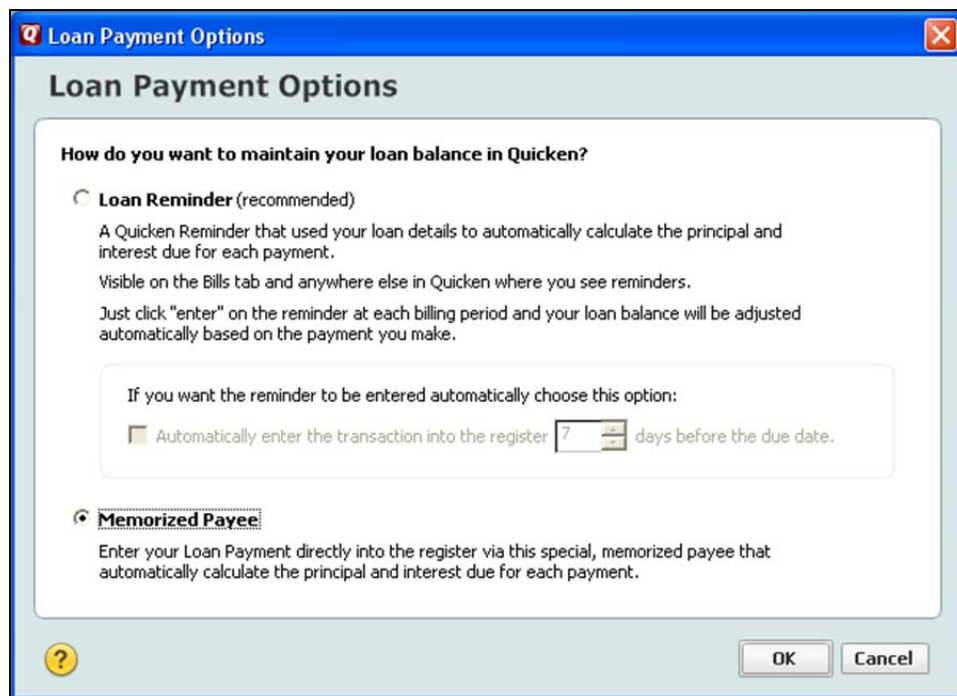 Loan Payment Options
Loan Payment Options
How do you want to maintain your loan balance in Quicken?
Loan Reminder (recommended)
A Quicken Reminder that used your loan details to automatically calculate the principal and
interest due for each payment.
Visible on the Bills tab and anywhere else in Quicken where you see reminders.
Just click "enter" on the reminder at each billing period and your loan balance will be adjusted
automatically based on the payment you make.
If you want the reminder to be entered automatically choose this option:
Automatically enter the transaction into the register 7 days before the due date.
Memorized Payee
Enter your Loan Payment directly into the register via this special, memorized payee that
automatically calculate the principal and interest due for each payment.
? OK Cancel